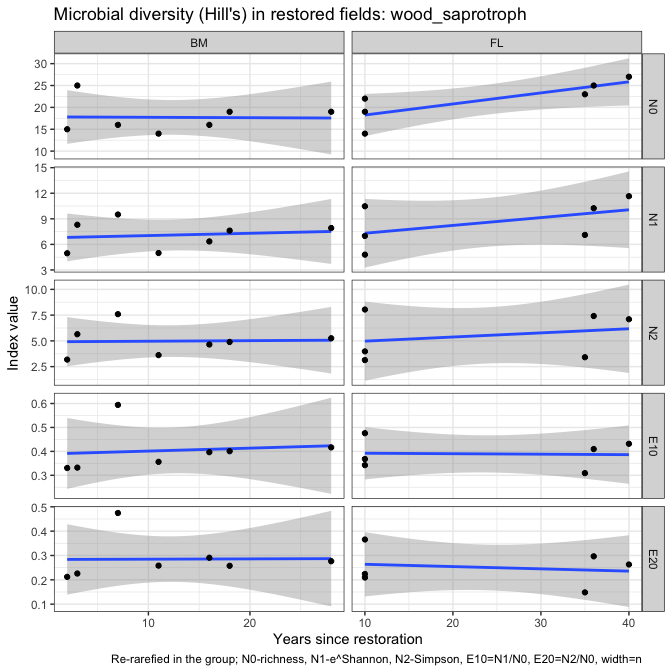 Microbial diversity (Hill's) in restored fields: wood_saprotroph
BM
FL
30
25
20
15
10
N0
15
12
9
6
3
N1
10.0
7.5
5.0
2.5
N2
0.6
0.5
0.4
0.3
E10
0.5
0.4
0.3
0.2
0.1
E20
Index value
10
20
10
20
30
40
Years since restoration
Re-rarefied in the group; N0-richness, N1-e^Shannon, N2-Simpson, E10=N1/N0, E20=N2/N0, width=n